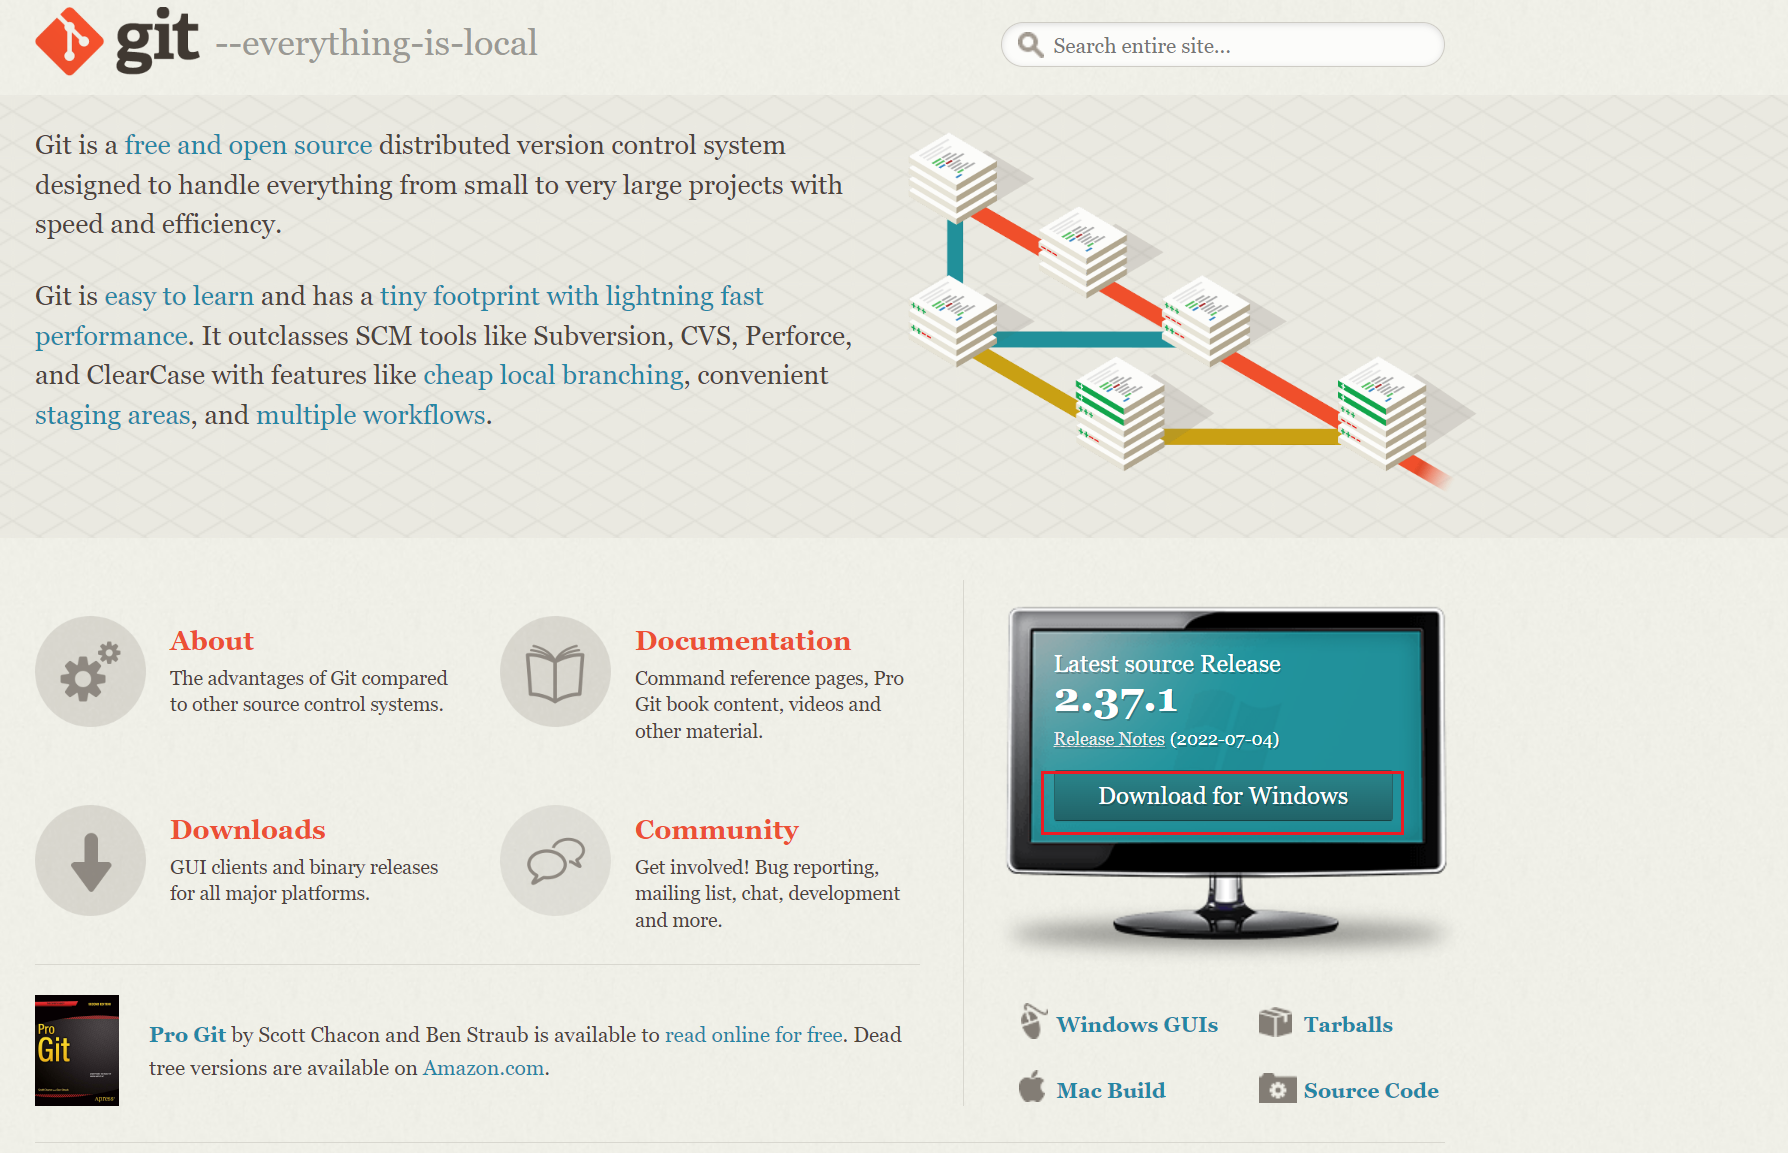 git --everything-is-local
Search entire site...
Git is a free and open source distributed version control system
designed to handle everything from small to very large projects with
speed and efficiency.
Git is easy to learn and has a tiny footprint with lightning fast
performance. It outclasses SCM tools like Subversion, CVS, Perforce,
and ClearCase with features like cheap local branching, convenient
staging areas, and multiple workflows.
About
The advantages of Git compared
to other source control systems.
Documentation
Command reference pages, Pro
Git book content, videos and
other material.
Downloads
GUI clients and binary releases
for all major platforms.
Community
Get involved! Bug reporting,
mailing list, chat, development
and more.
Pro
Git
Apress
Pro Git by Scott Chacon and Ben Straub is available to read online for free. Dead
tree versions are available on Amazon.com.
Latest source Release
2.37.1
Release Notes (2022-07-04)
Download for Windows
Windows GUIs
Tarballs
Mac Build
Source Code